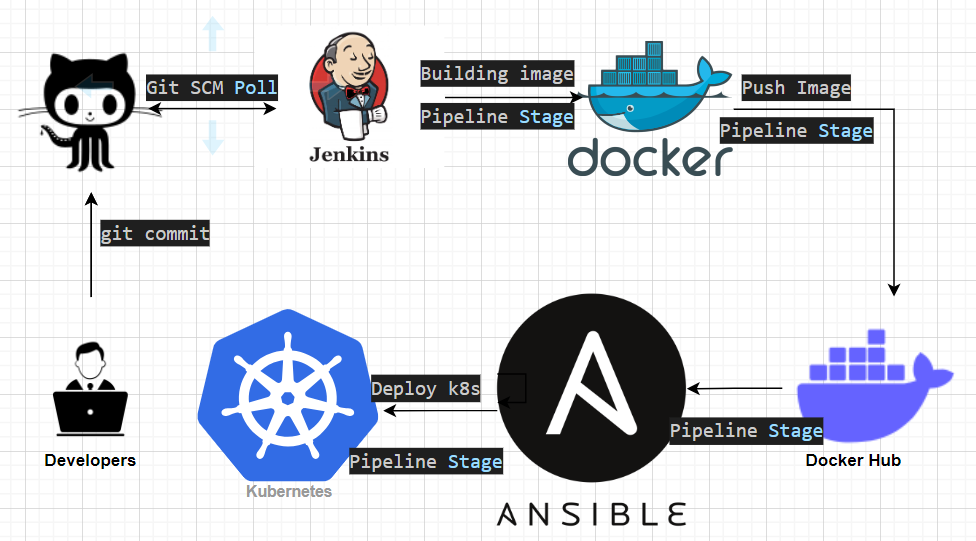 Git SCM Poll
Jenkins
Building image
Pipeline Stage
docker
Push Image
Pipeline Stage
git commit
Developers
Kubernetes
Deploy k8s
Pipeline Stage
ANSIBLE
Pipeline Stage
Docker Hub